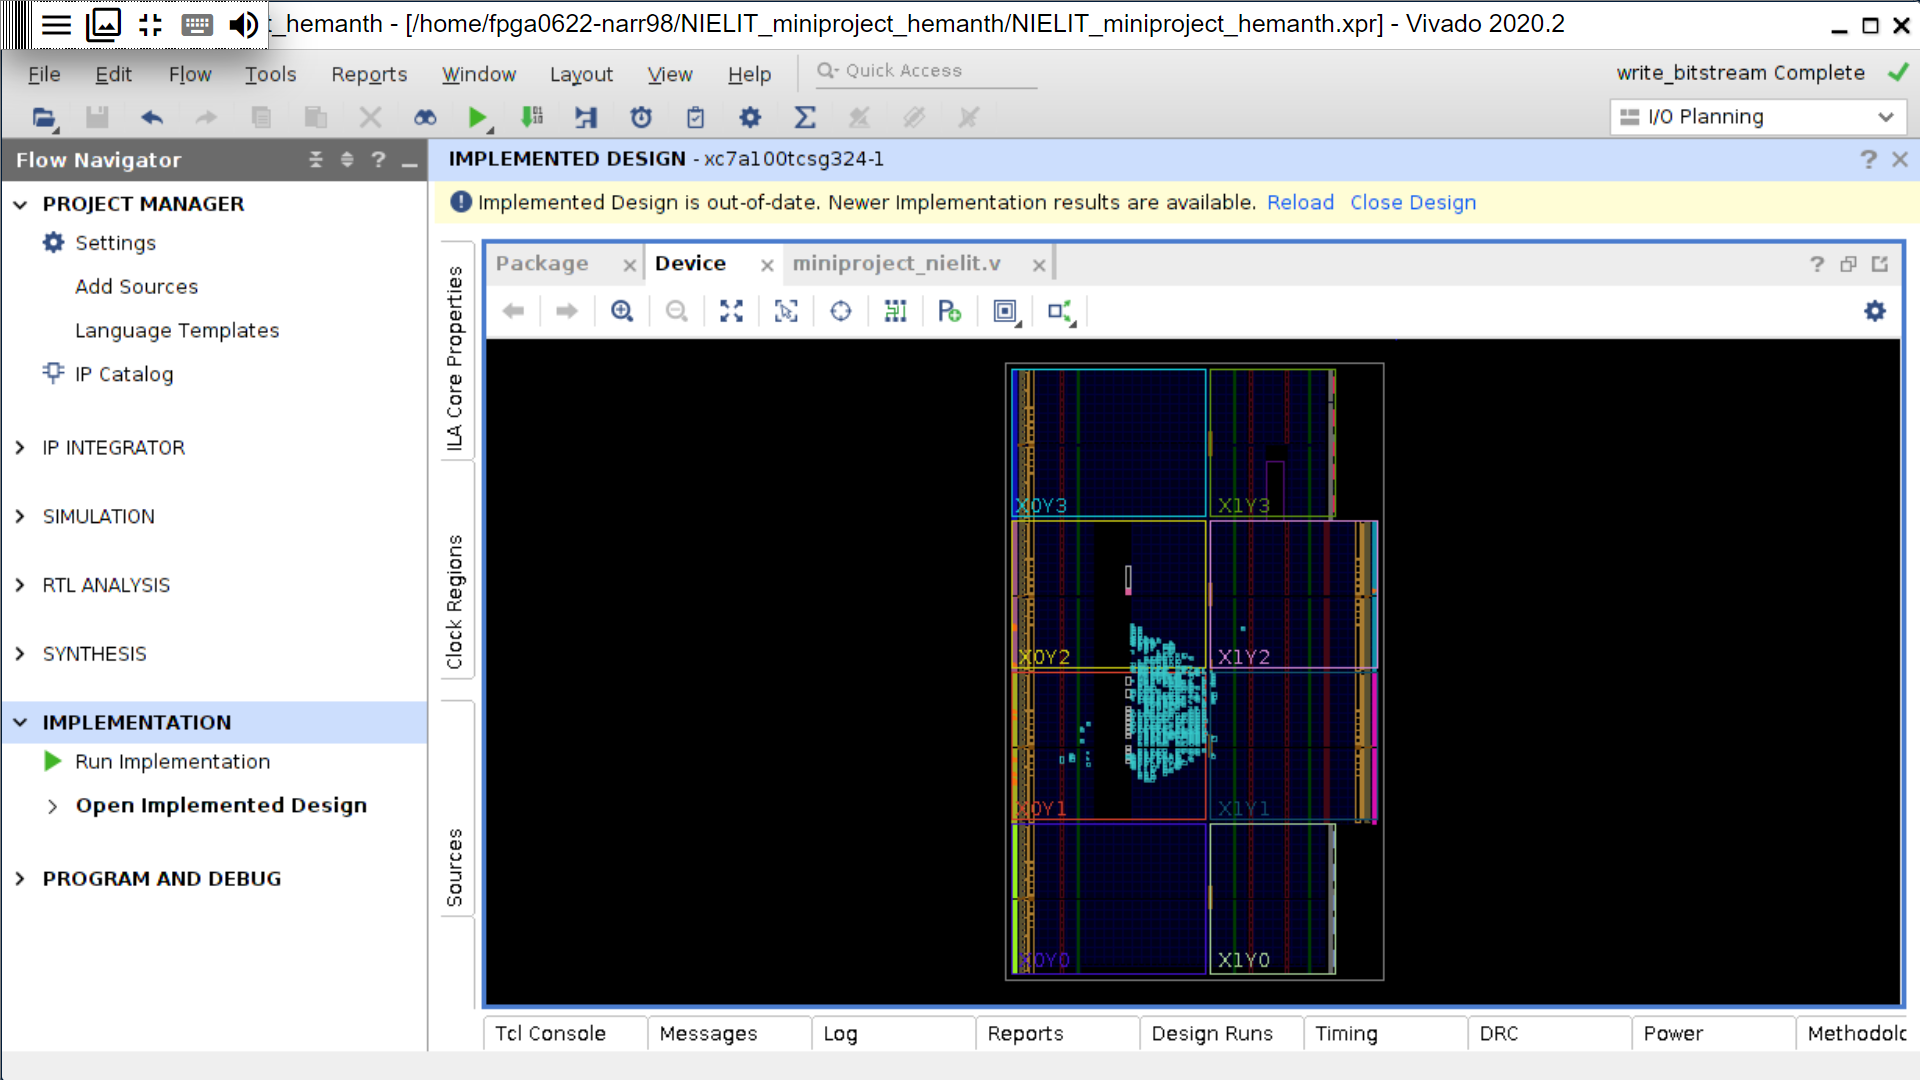 t_hemanth - [/home/fpga0622-narr98/NIELIT_miniproject_hemanth/NIELIT_miniproject_hemanth.xpr] - Vivado 2020.2
File Edit Flow Tools Reports Window Layout View Help Quick Access
write_bitstream Complete
I/O Planning
Flow Navigator
PROJECT MANAGER
Settings
Add Sources
Language Templates
IP Catalog
IP INTEGRATOR
SIMULATION
RTL ANALYSIS
SYNTHESIS
IMPLEMENTATION
Run Implementation
Open Implemented Design
PROGRAM AND DEBUG
IMPLEMENTED DESIGN - xc7a100tcsg324-1
Implemented Design is out-of-date. Newer Implementation results are available. Reload Close Design
ILA Core Properties
Clock Regions
Sources
Package Device miniproject_nielit.v
X0Y3 X1Y3
X0Y2 X1Y2
X0Y1 X1Y1
X0Y0 X1Y0
Tcl Console Messages Log Reports Design Runs Timing DRC Power Methodolo